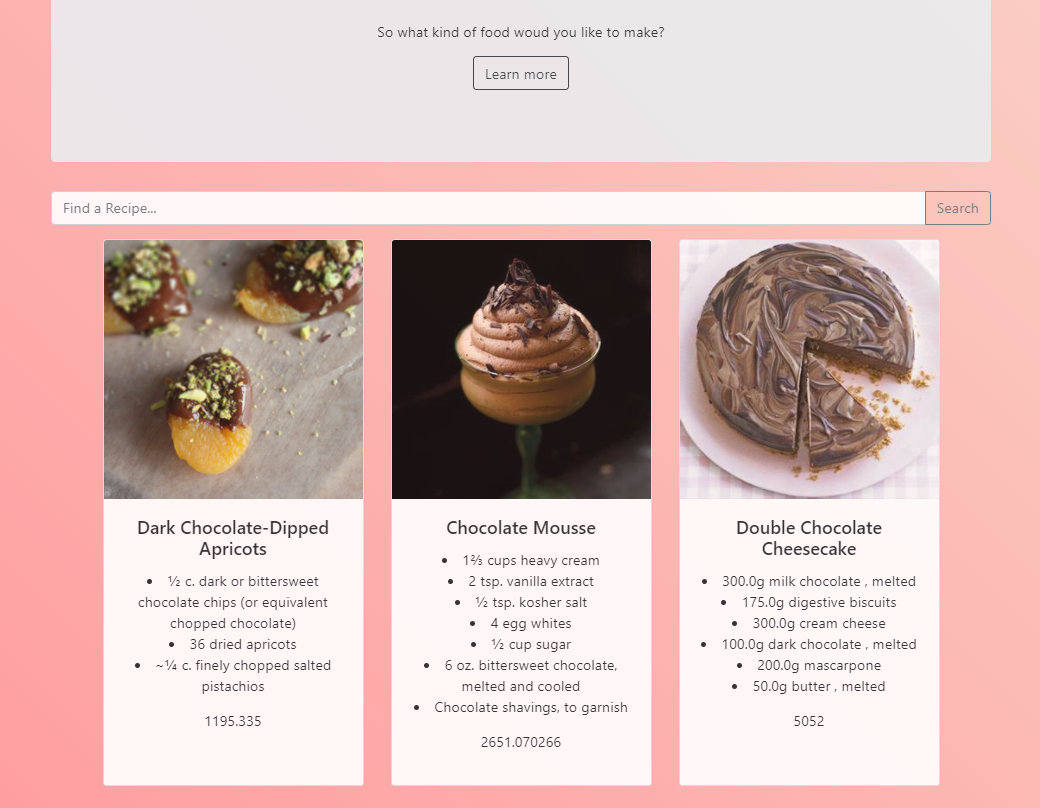 So what kind of food woud you like to make?
Learn more
Find a Recipe...
Search
Dark Chocolate-Dipped
Apricots
• ½ c. dark or bittersweet
chocolate chips (or equivalent
chopped chocolate)
• 36 dried apricots
• ~¼ c. finely chopped salted
pistachios
1195.335
Chocolate Mousse
• 1⅔ cups heavy cream
• 2 tsp. vanilla extract
• ½ tsp. kosher salt
• 4 egg whites
• ½ cup sugar
• 6 oz. bittersweet chocolate,
melted and cooled
• Chocolate shavings, to garnish
2651.070266
Double Chocolate
Cheesecake
• 300.0g milk chocolate , melted
• 175.0g digestive biscuits
• 300.0g cream cheese
• 100.0g dark chocolate , melted
• 200.0g mascarpone
• 50.0g butter , melted
5052